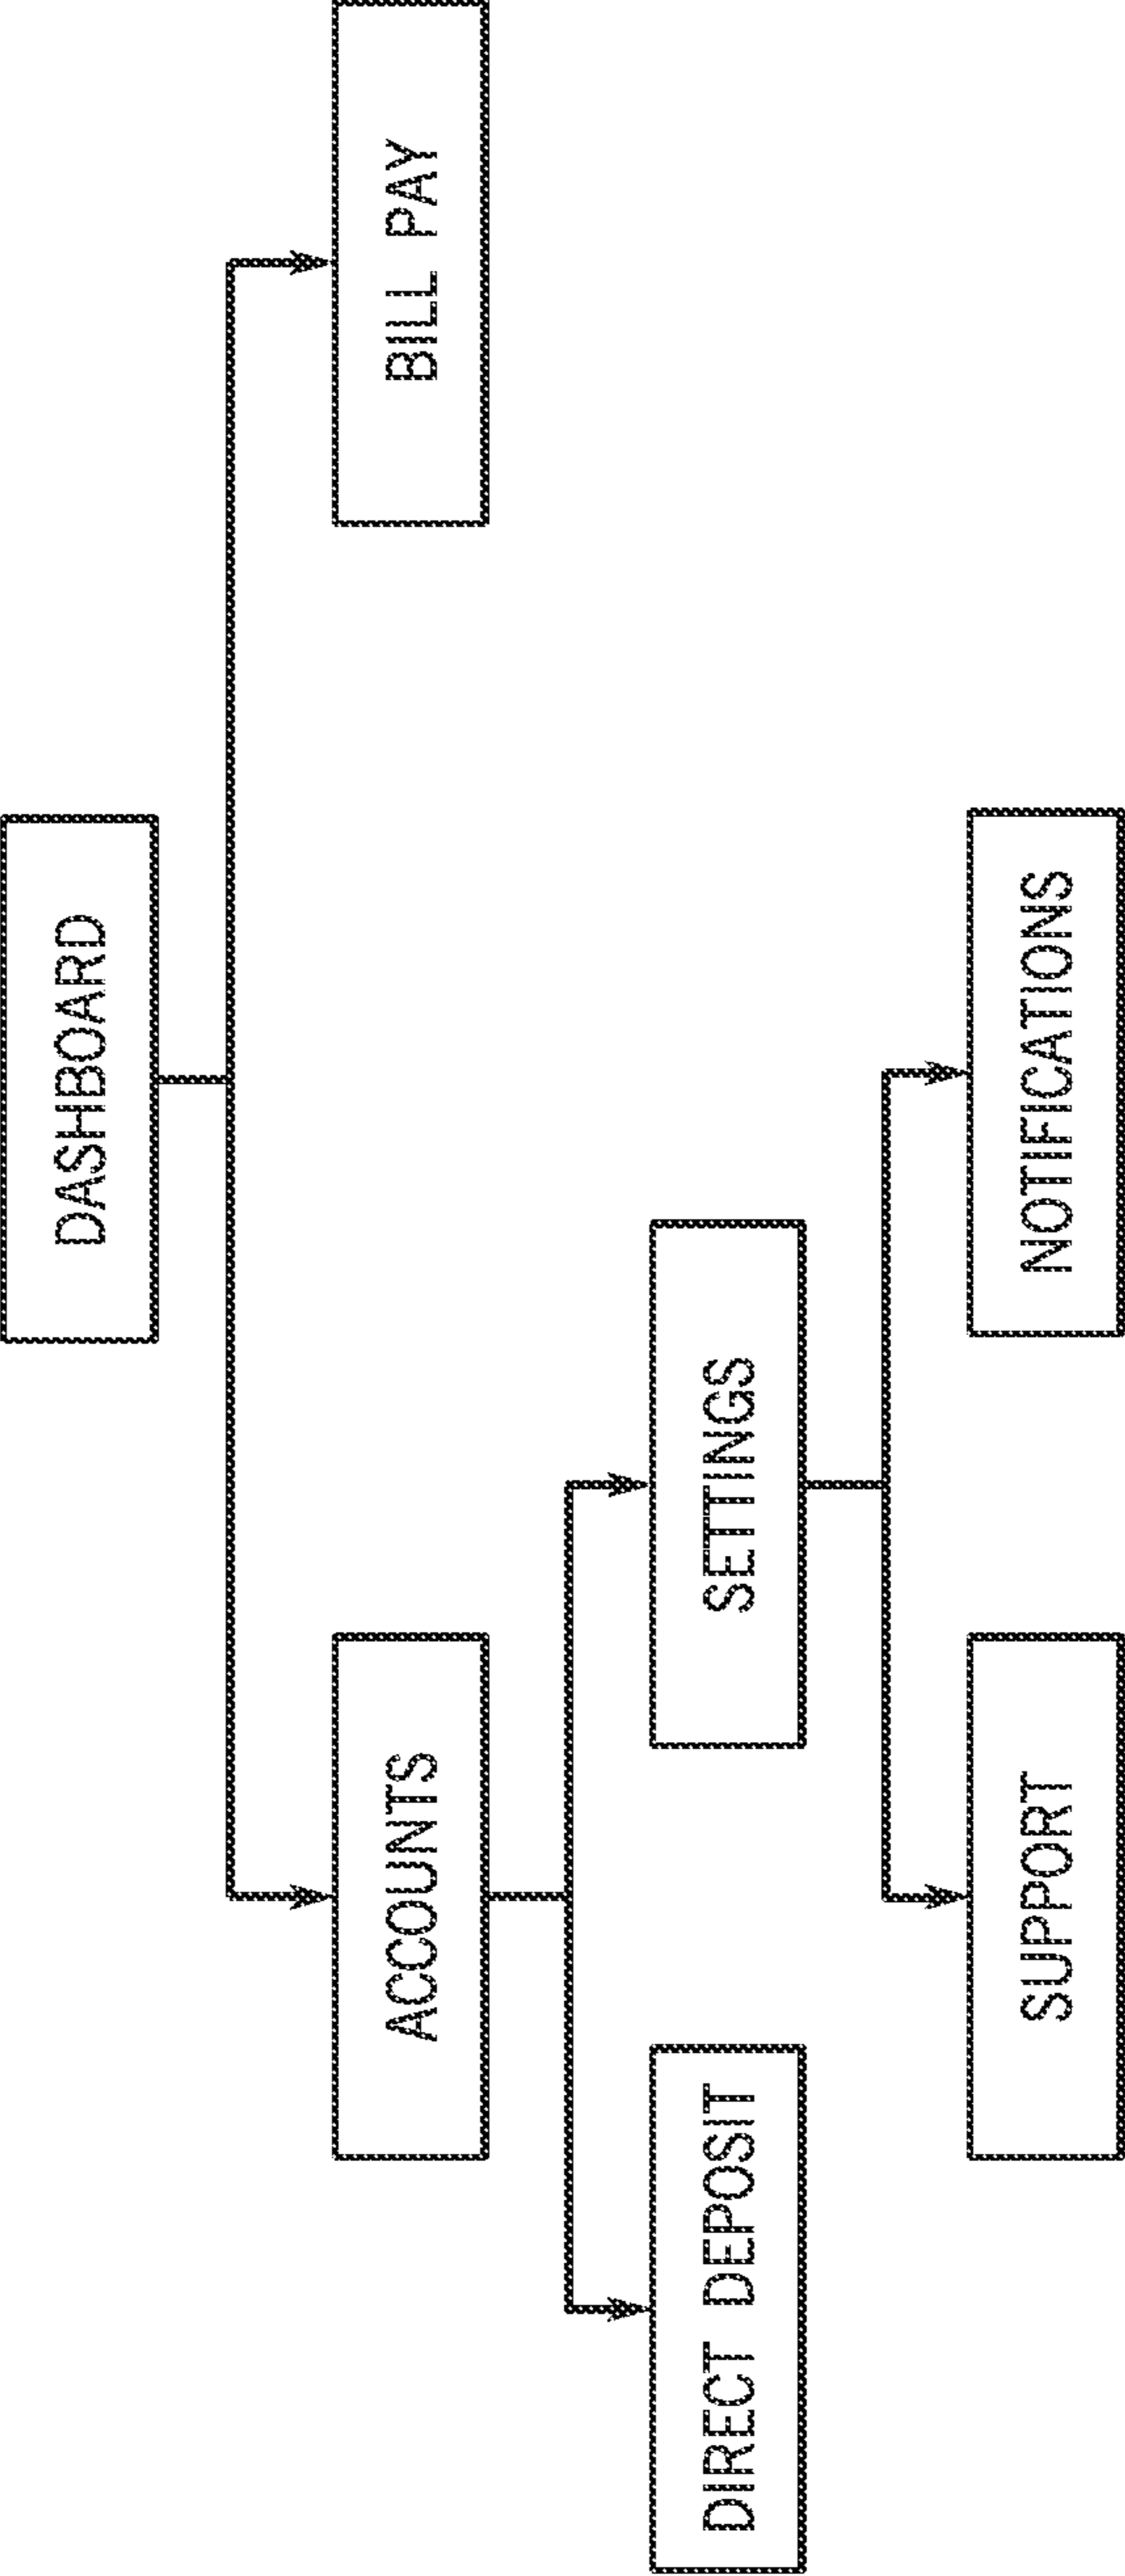 DASHBOARD
ACCOUNTS
BILL PAY
DIRECT DEPOSIT
SETTINGS
SUPPORT
NOTIFICATIONS